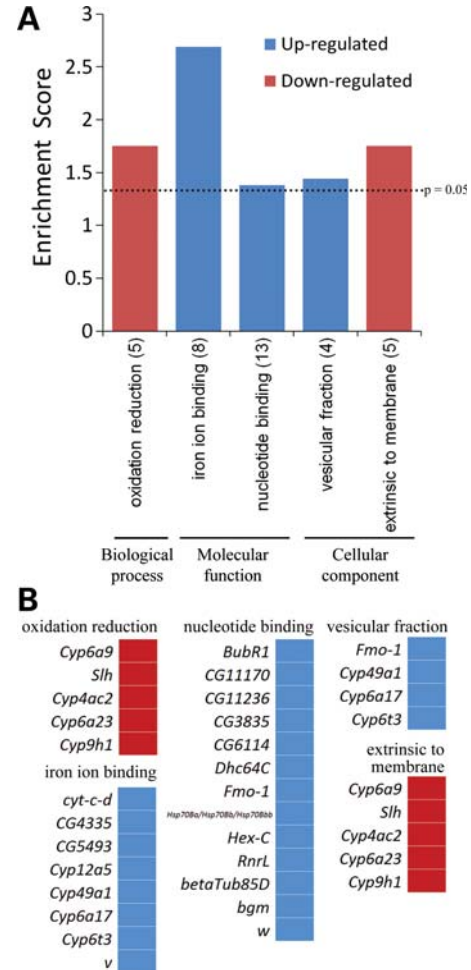 A
Enrichment Score
3
2.5
2
1.5
1
0.5
0
Up-regulated
Down-regulated
p = 0.05
oxidation reduction (5)
iron ion binding (8)
nucleotide binding (13)
vesicular fraction (4)
extrinsic to membrane (5)
Biological
process
Molecular
function
Cellular
component
B
oxidation reduction
Cyp6a9
Slh
Cyp4ac2
Cyp6a23
Cyp9h1
iron ion binding
cyt-c-d
CG4335
CG5493
Cyp12a5
Cyp49a1
Cyp6a17
Cyp6t3
v
nucleotide binding
BubR1
CG11170
CG11236
CG3835
CG6114
Dhc64C
Fmo-1
Hsp70Ba/Hsp70Bb/Hsp70Bbb
Hex-C
RnrL
betaTub85D
bgm
w
vesicular fraction
Fmo-1
Cyp49a1
Cyp6a17
Cyp6t3
extrinsic to
membrane
Cyp6a9
Slh
Cyp4ac2
Cyp6a23
Cyp9h1